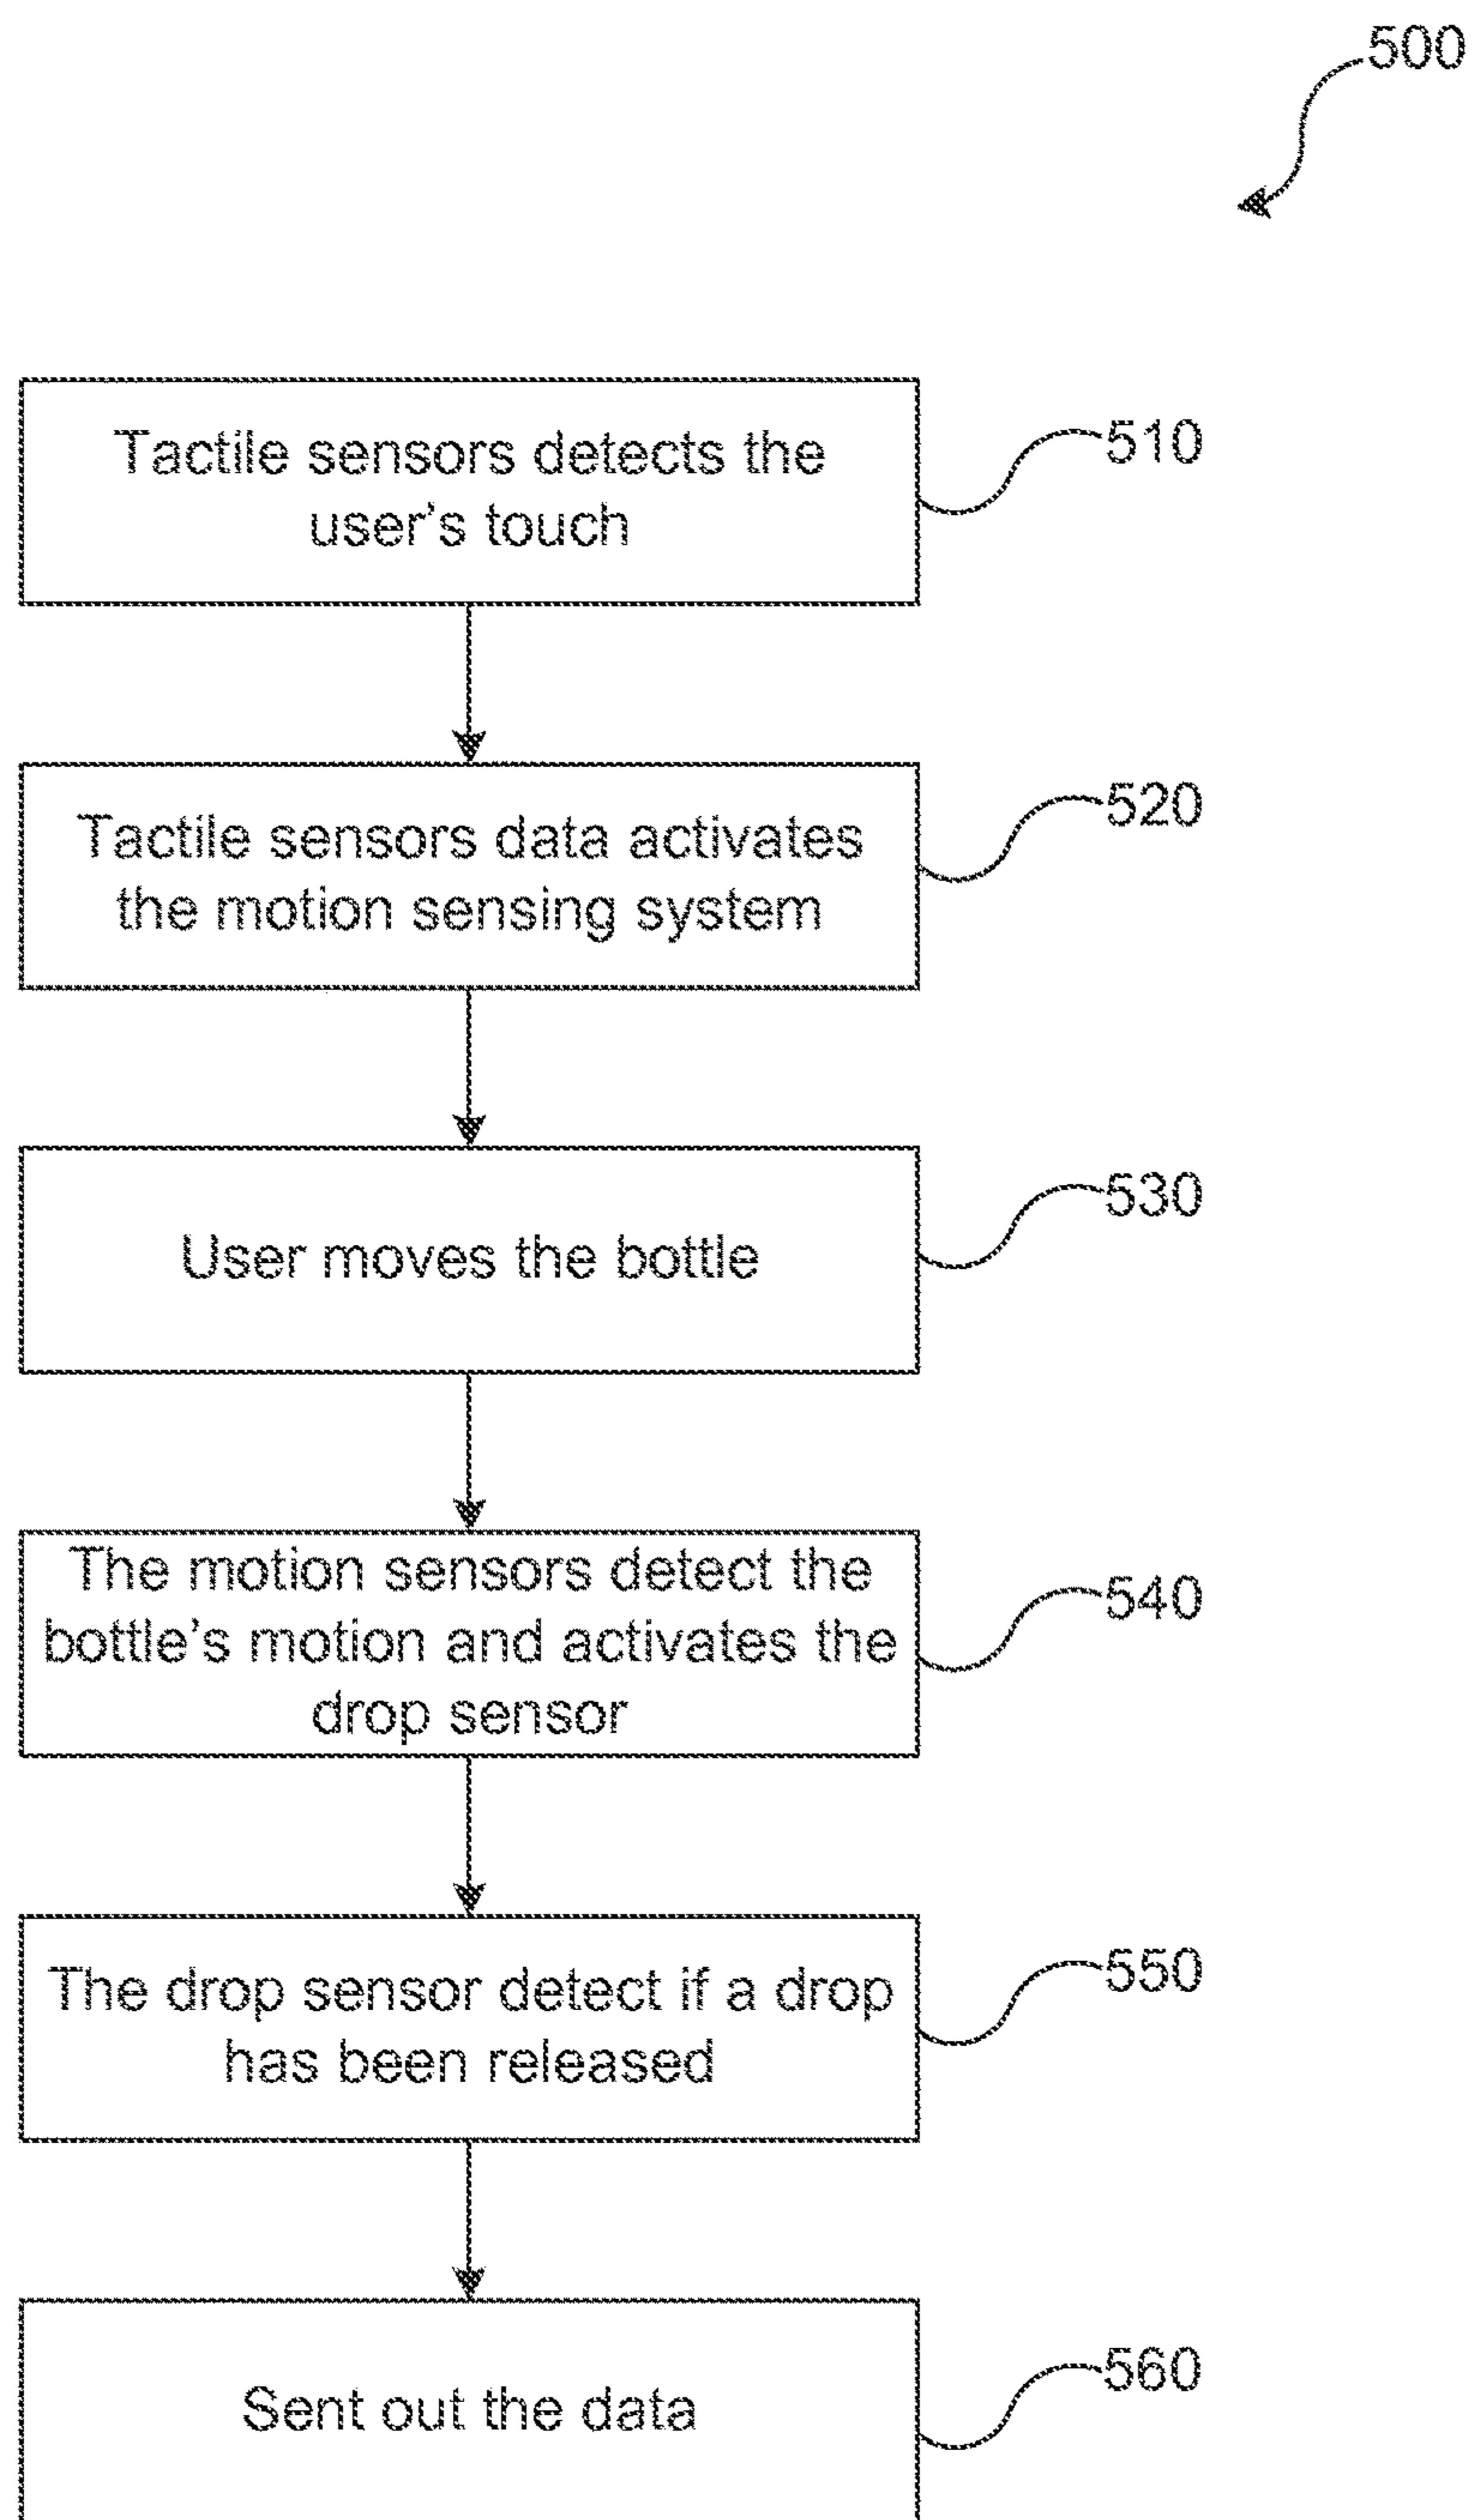 500
Tactile sensors detects the
user's touch
510
Tactile sensors data activates
the motion sensing system
520
User moves the bottle
530
The motion sensors detect the
bottle's motion and activates the
drop sensor
540
The drop sensor detect if a drop
has been released
550
Sent out the data
560